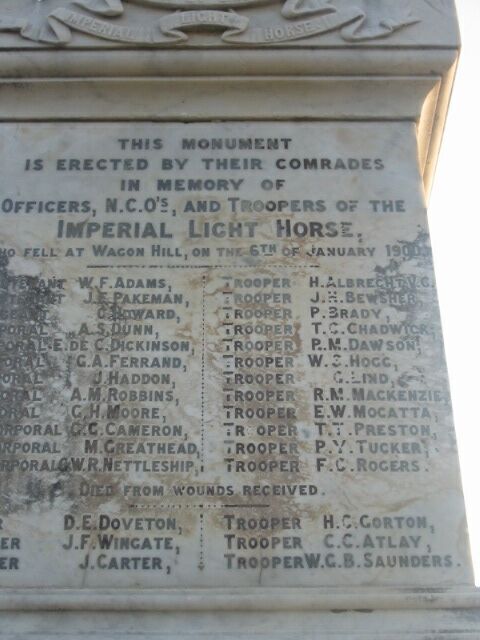 IMPERIAL LIGHT HORSE
THIS MONUMENT
IS ERECTED BY THEIR COMRADES
IN MEMORY OF
OFFICERS, N.C.O's, AND TROOPERS OF THE
IMPERIAL LIGHT HORSE,
WHO FELL AT WAGON HILL, ON THE 6TH OF JANUARY 1900.
W.F. ADAMS, TROOPER H. ALBRECHT V.C.
J.E. PAKEMAN, TROOPER J.H. BEWSHER,
C. HOWARD, TROOPER P. BRADY,
A.S. DUNN, TROOPER T.C. CHADWICK,
E. DE C. DICKINSON, TROOPER P.M. DAWSON,
G.A. FERRAND, TROOPER W.S. HOGG,
J. HADDON, TROOPER G. LIND,
A.M. ROBBINS, TROOPER R.M. MACKENZIE,
G.H. MOORE, TROOPER E.W. MOCATTA,
G.C. CAMERON, TROOPER T.T. PRESTON,
M. GREATHEAD, TROOPER P.Y. TUCKER,
G.W.R. NETTLESHIP, TROOPER F.C. ROGERS.
DIED FROM WOUNDS RECEIVED.
D.E. DOVETON, TROOPER H.C. GORTON,
J.F. WINGATE, TROOPER C.C. ATLAY,
J. CARTER, TROOPER W.G.B. SAUNDERS.